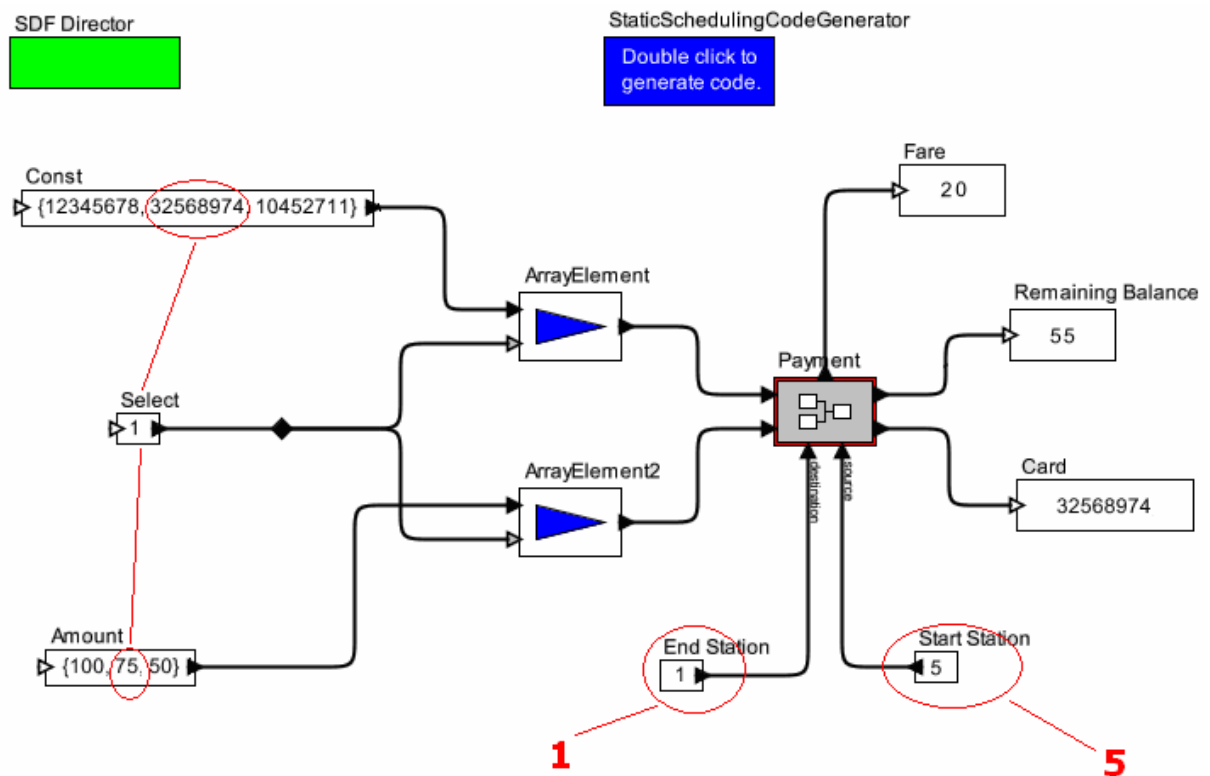 SDF Director
StaticSchedulingCodeGenerator
Double click to
generate code.
Fare
20
Const
{12345678, 32568974, 10452711}
ArrayElement
Remaining Balance
55
Payment
Select
1
ArrayElement2
destination
source
Card
32568974
Amount
{100, 75, 50}
End Station
1
Start Station
5
1
5